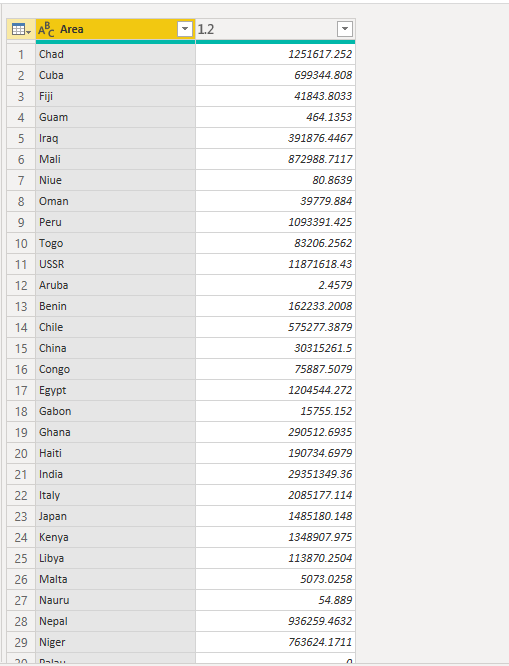 ABC Area 1.2
1 Chad 1251617.252
2 Cuba 699344.808
3 Fiji 41843.8033
4 Guam 464.1353
5 Iraq 391876.4467
6 Mali 872988.7117
7 Niue 80.8639
8 Oman 39779.884
9 Peru 1093391.425
10 Togo 83206.2562
11 USSR 11871618.43
12 Aruba 2.4579
13 Benin 162233.2008
14 Chile 575277.3879
15 China 30315261.5
16 Congo 75887.5079
17 Egypt 1204544.272
18 Gabon 15755.152
19 Ghana 290512.6935
20 Haiti 190734.6979
21 India 29351349.36
22 Italy 2085177.114
23 Japan 1485180.148
24 Kenya 1348907.975
25 Libya 113870.2504
26 Malta 5073.0258
27 Nauru 54.889
28 Nepal 936259.4632
29 Niger 763624.1711
30 Palau 0